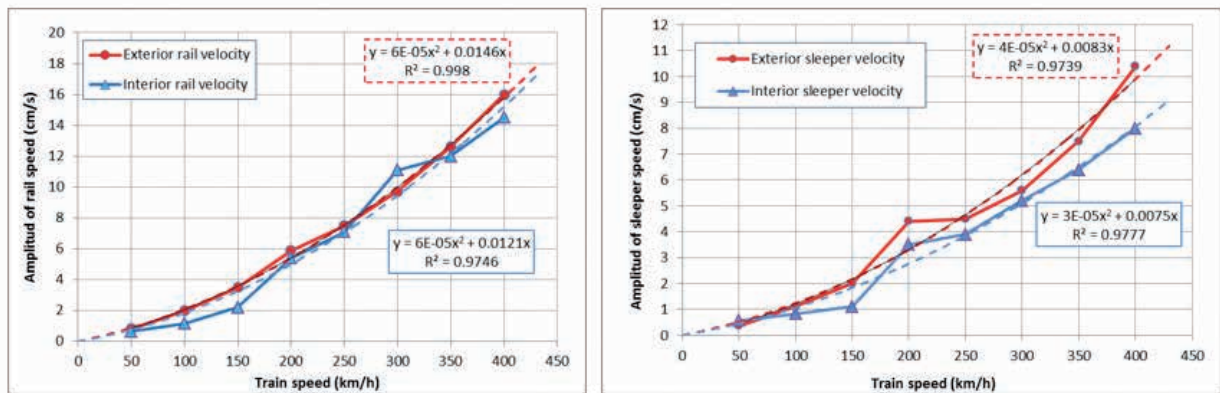 20
18
16
14
12
10
8
6
4
2
0
Amplitud of rail speed (cm/s)
Exterior rail velocity
Interior rail velocity
y = 6E-05x² + 0.0146x
R² = 0.998
y = 6E-05x² + 0.0121x
R² = 0.9746
0 50 100 150 200 250 300 350 400 450
Train speed (km/h)
12
11
10
9
8
7
6
5
4
3
2
1
0
Amplitud of sleeper speed (cm/s)
Exterior sleeper velocity
Interior sleeper velocity
y = 4E-05x² + 0.0083x
R² = 0.9739
y = 3E-05x² + 0.0075x
R² = 0.9777
0 50 100 150 200 250 300 350 400 450
Train speed (km/h)